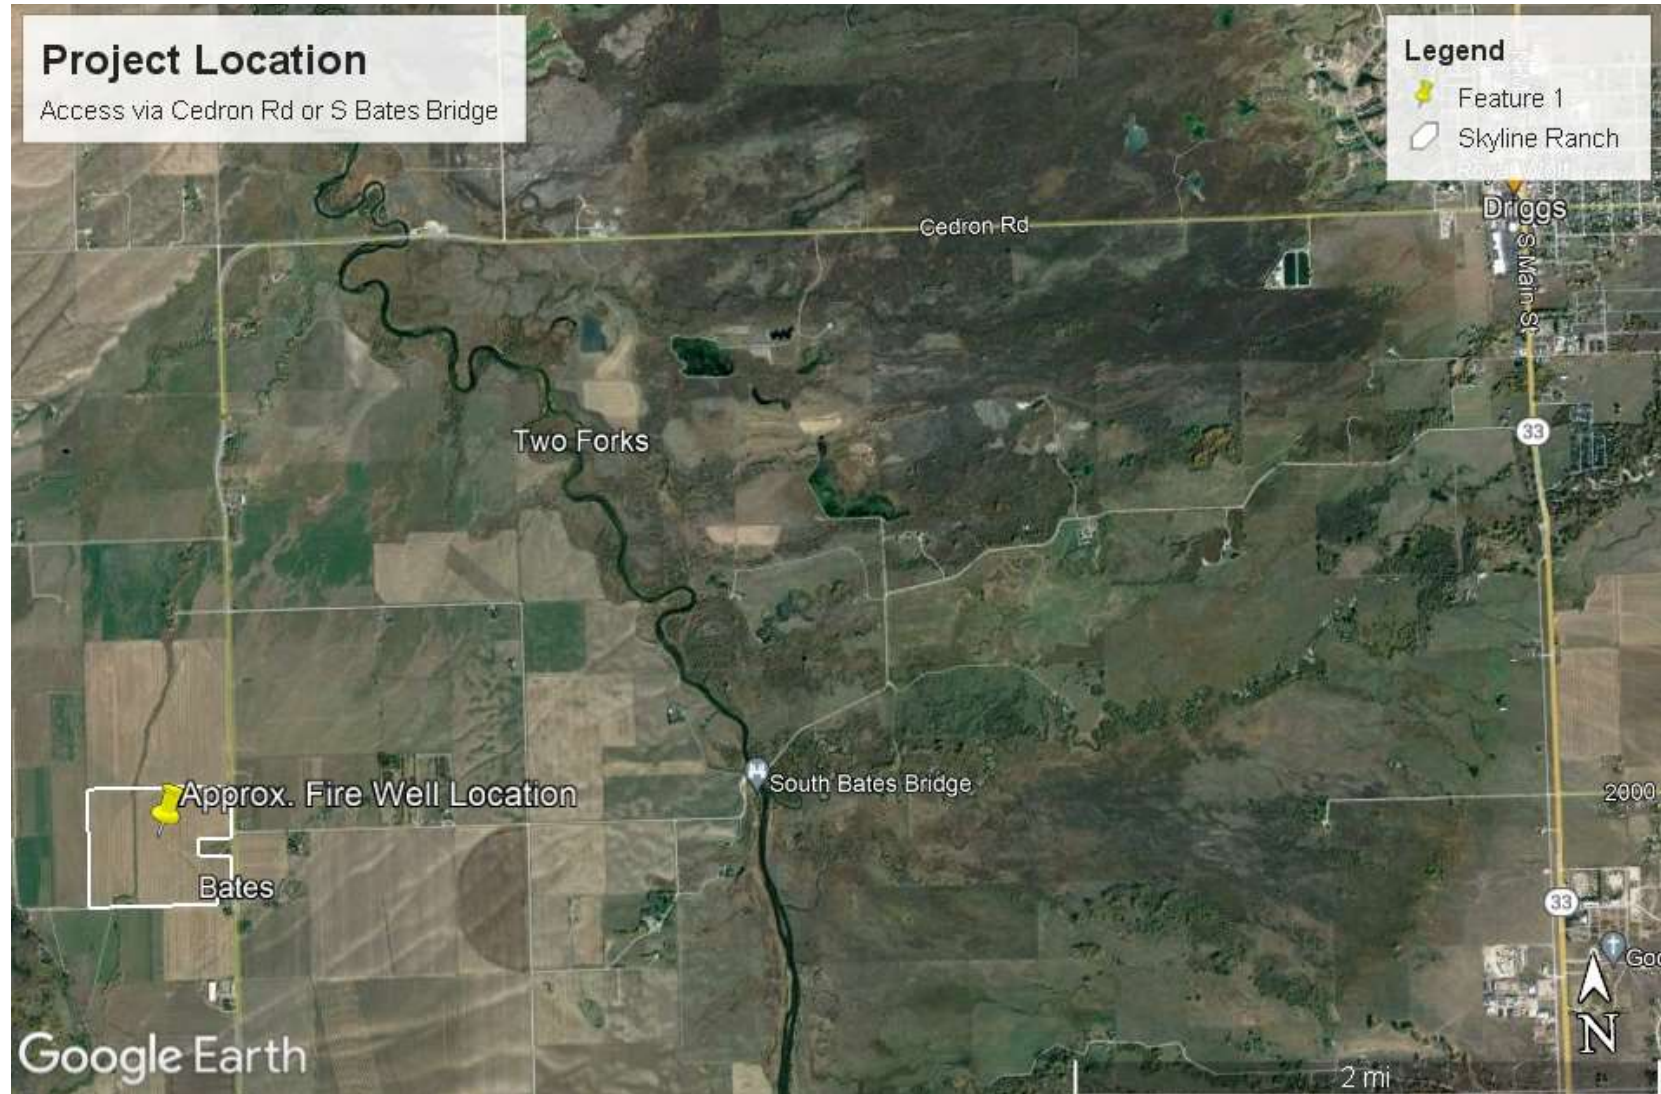 Project Location
Access via Cedron Rd or S Bates Bridge
Legend
Feature 1
Skyline Ranch
Driggs
Cedron Rd
S Main St
Two Forks
33
South Bates Bridge
Approx. Fire Well Location
2000
Bates
33
Goo
N
Google Earth
2 mi